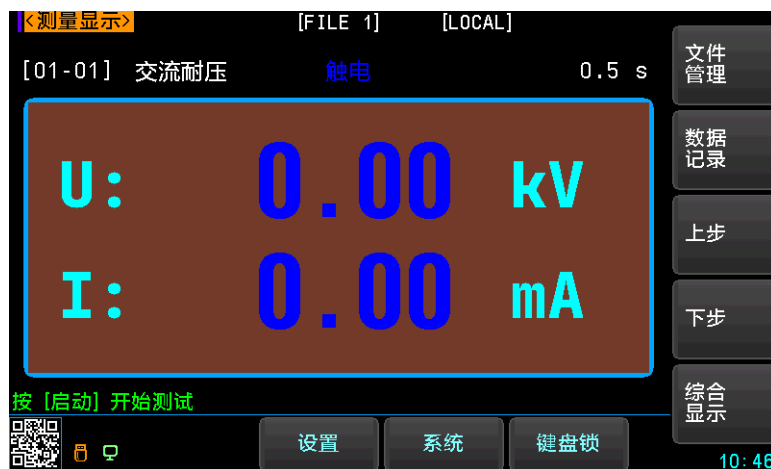 <测量显示> [FILE 1] [LOCAL]
[01-01] 交流耐压 触电 0.5 s
U: 0.00 kV
I: 0.00 mA
按 [启动] 开始测试
设置 系统 键盘锁
文件
管理
数据
记录
上步
下步
综合
显示
10:46